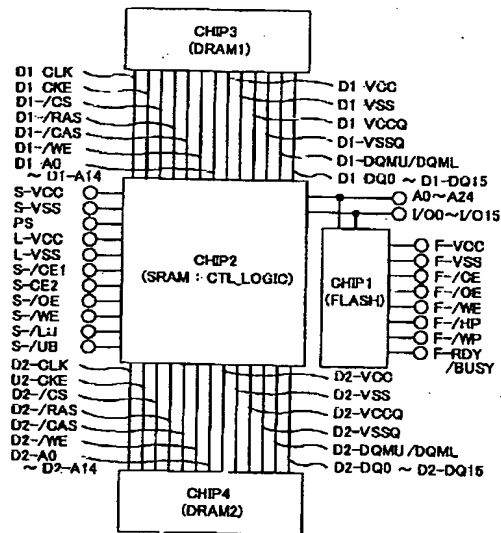 CHIP3
(DRAM1)
D1-CLK
D1-CKE
D1-/CS
D1-/RAS
D1-/CAS
D1-/WE
D1-A0
~ D1-A14
D1-VCC
D1-VSS
D1-VCCQ
D1-VSSQ
D1-DQMU/DQML
D1-DQ0 ~ D1-DQ15
S-VCC
S-VSS
PS
L-VCC
L-VSS
S-/CE1
S-CE2
S-/OE
S-/WE
S-/LB
S-/UB
CHIP2
(SRAM : CTL_LOGIC)
A0~A24
I/O0~I/O15
CHIP1
(FLASH)
F-VCC
F-VSS
F-/CE
F-/OE
F-/WE
F-/HP
F-/WP
F-RDY
/BUSY
D2-CLK
D2-CKE
D2-/CS
D2-/RAS
D2-/CAS
D2-/WE
D2-A0
~ D2-A14
D2-VCC
D2-VSS
D2-VCCQ
D2-VSSQ
D2-DQMU/DQML
D2-DQ0 ~ D2-DQ15
CHIP4
(DRAM2)